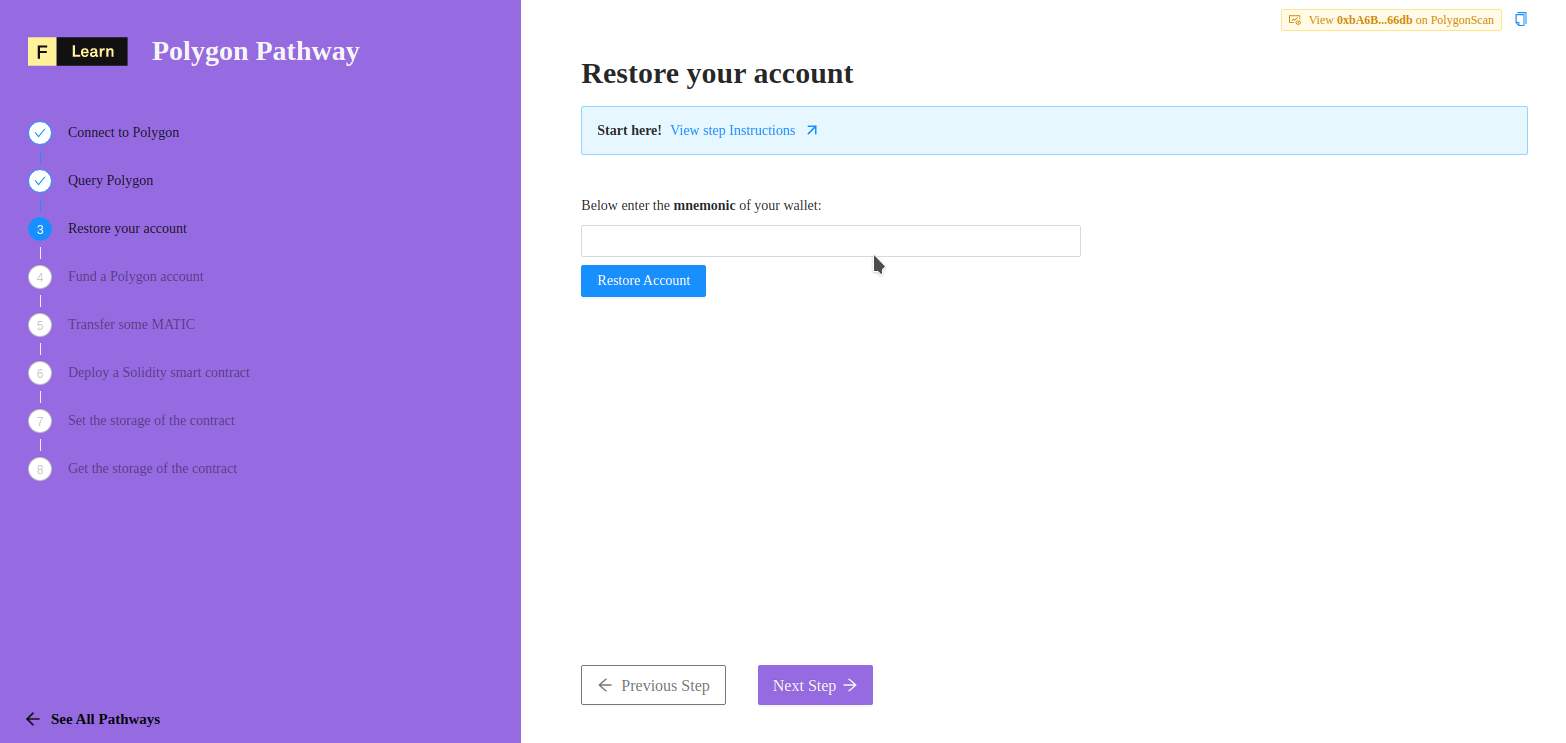 F Learn Polygon Pathway
Connect to Polygon
Query Polygon
3 Restore your account
4 Fund a Polygon account
5 Transfer some MATIC
6 Deploy a Solidity smart contract
7 Set the storage of the contract
8 Get the storage of the contract
See All Pathways
View 0xbA6B...66db on PolygonScan
Restore your account
Start here! View step Instructions
Below enter the mnemonic of your wallet:
Restore Account
Previous Step
Next Step